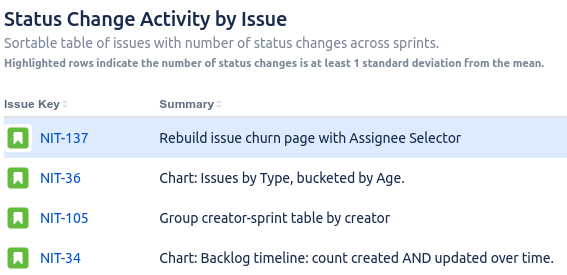 Status Change Activity by Issue
Sortable table of issues with number of status changes across sprints.
Highlighted rows indicate the number of status changes is at least 1 standard deviation from the mean.
Issue Key Summary
NIT-137 Rebuild issue churn page with Assignee Selector
NIT-36 Chart: Issues by Type, bucketed by Age.
NIT-105 Group creator-sprint table by creator
NIT-34 Chart: Backlog timeline: count created AND updated over time.